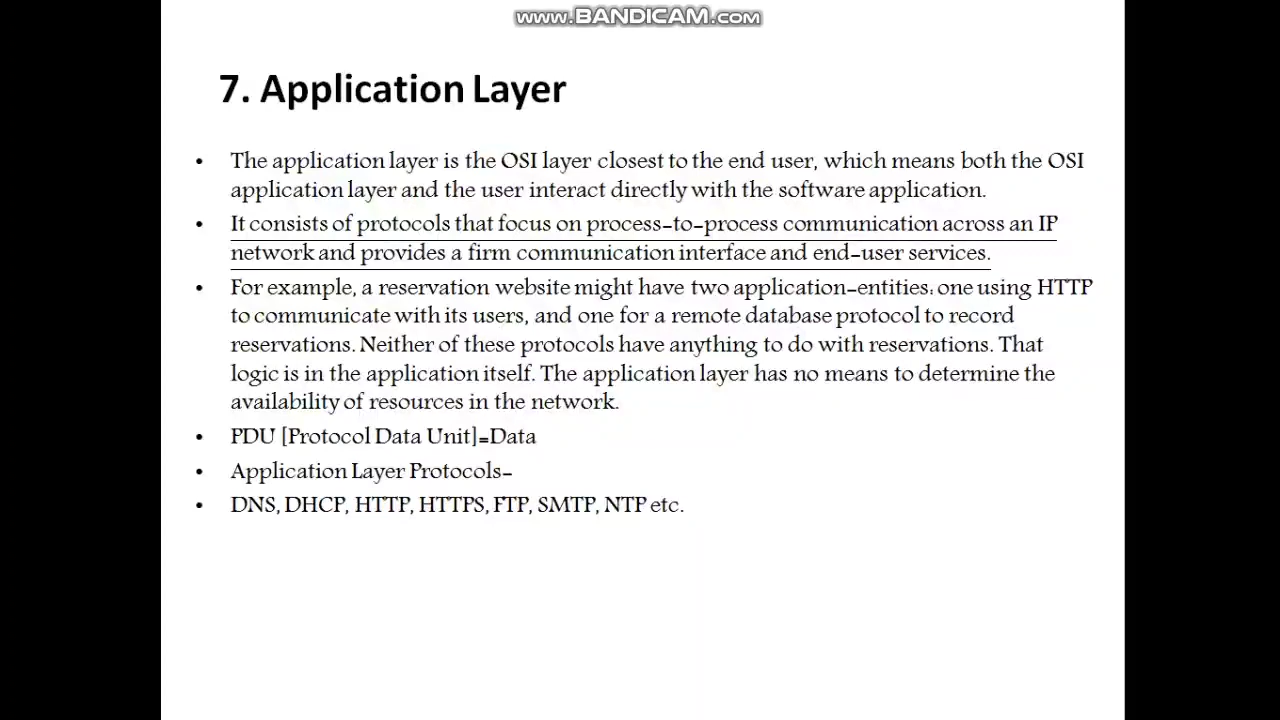 www.BANDICAM.com
7. Application Layer
• The application layer is the OSI layer closest to the end user, which means both the OSI
application layer and the user interact directly with the software application.
• It consists of protocols that focus on process-to-process communication across an IP
network and provides a firm communication interface and end-user services.
• For example, a reservation website might have two application-entities: one using HTTP
to communicate with its users, and one for a remote database protocol to record
reservations. Neither of these protocols have anything to do with reservations. That
logic is in the application itself. The application layer has no means to determine the
availability of resources in the network.
• PDU [Protocol Data Unit]=Data
• Application Layer Protocols-
• DNS, DHCP, HTTP, HTTPS, FTP, SMTP, NTP etc.